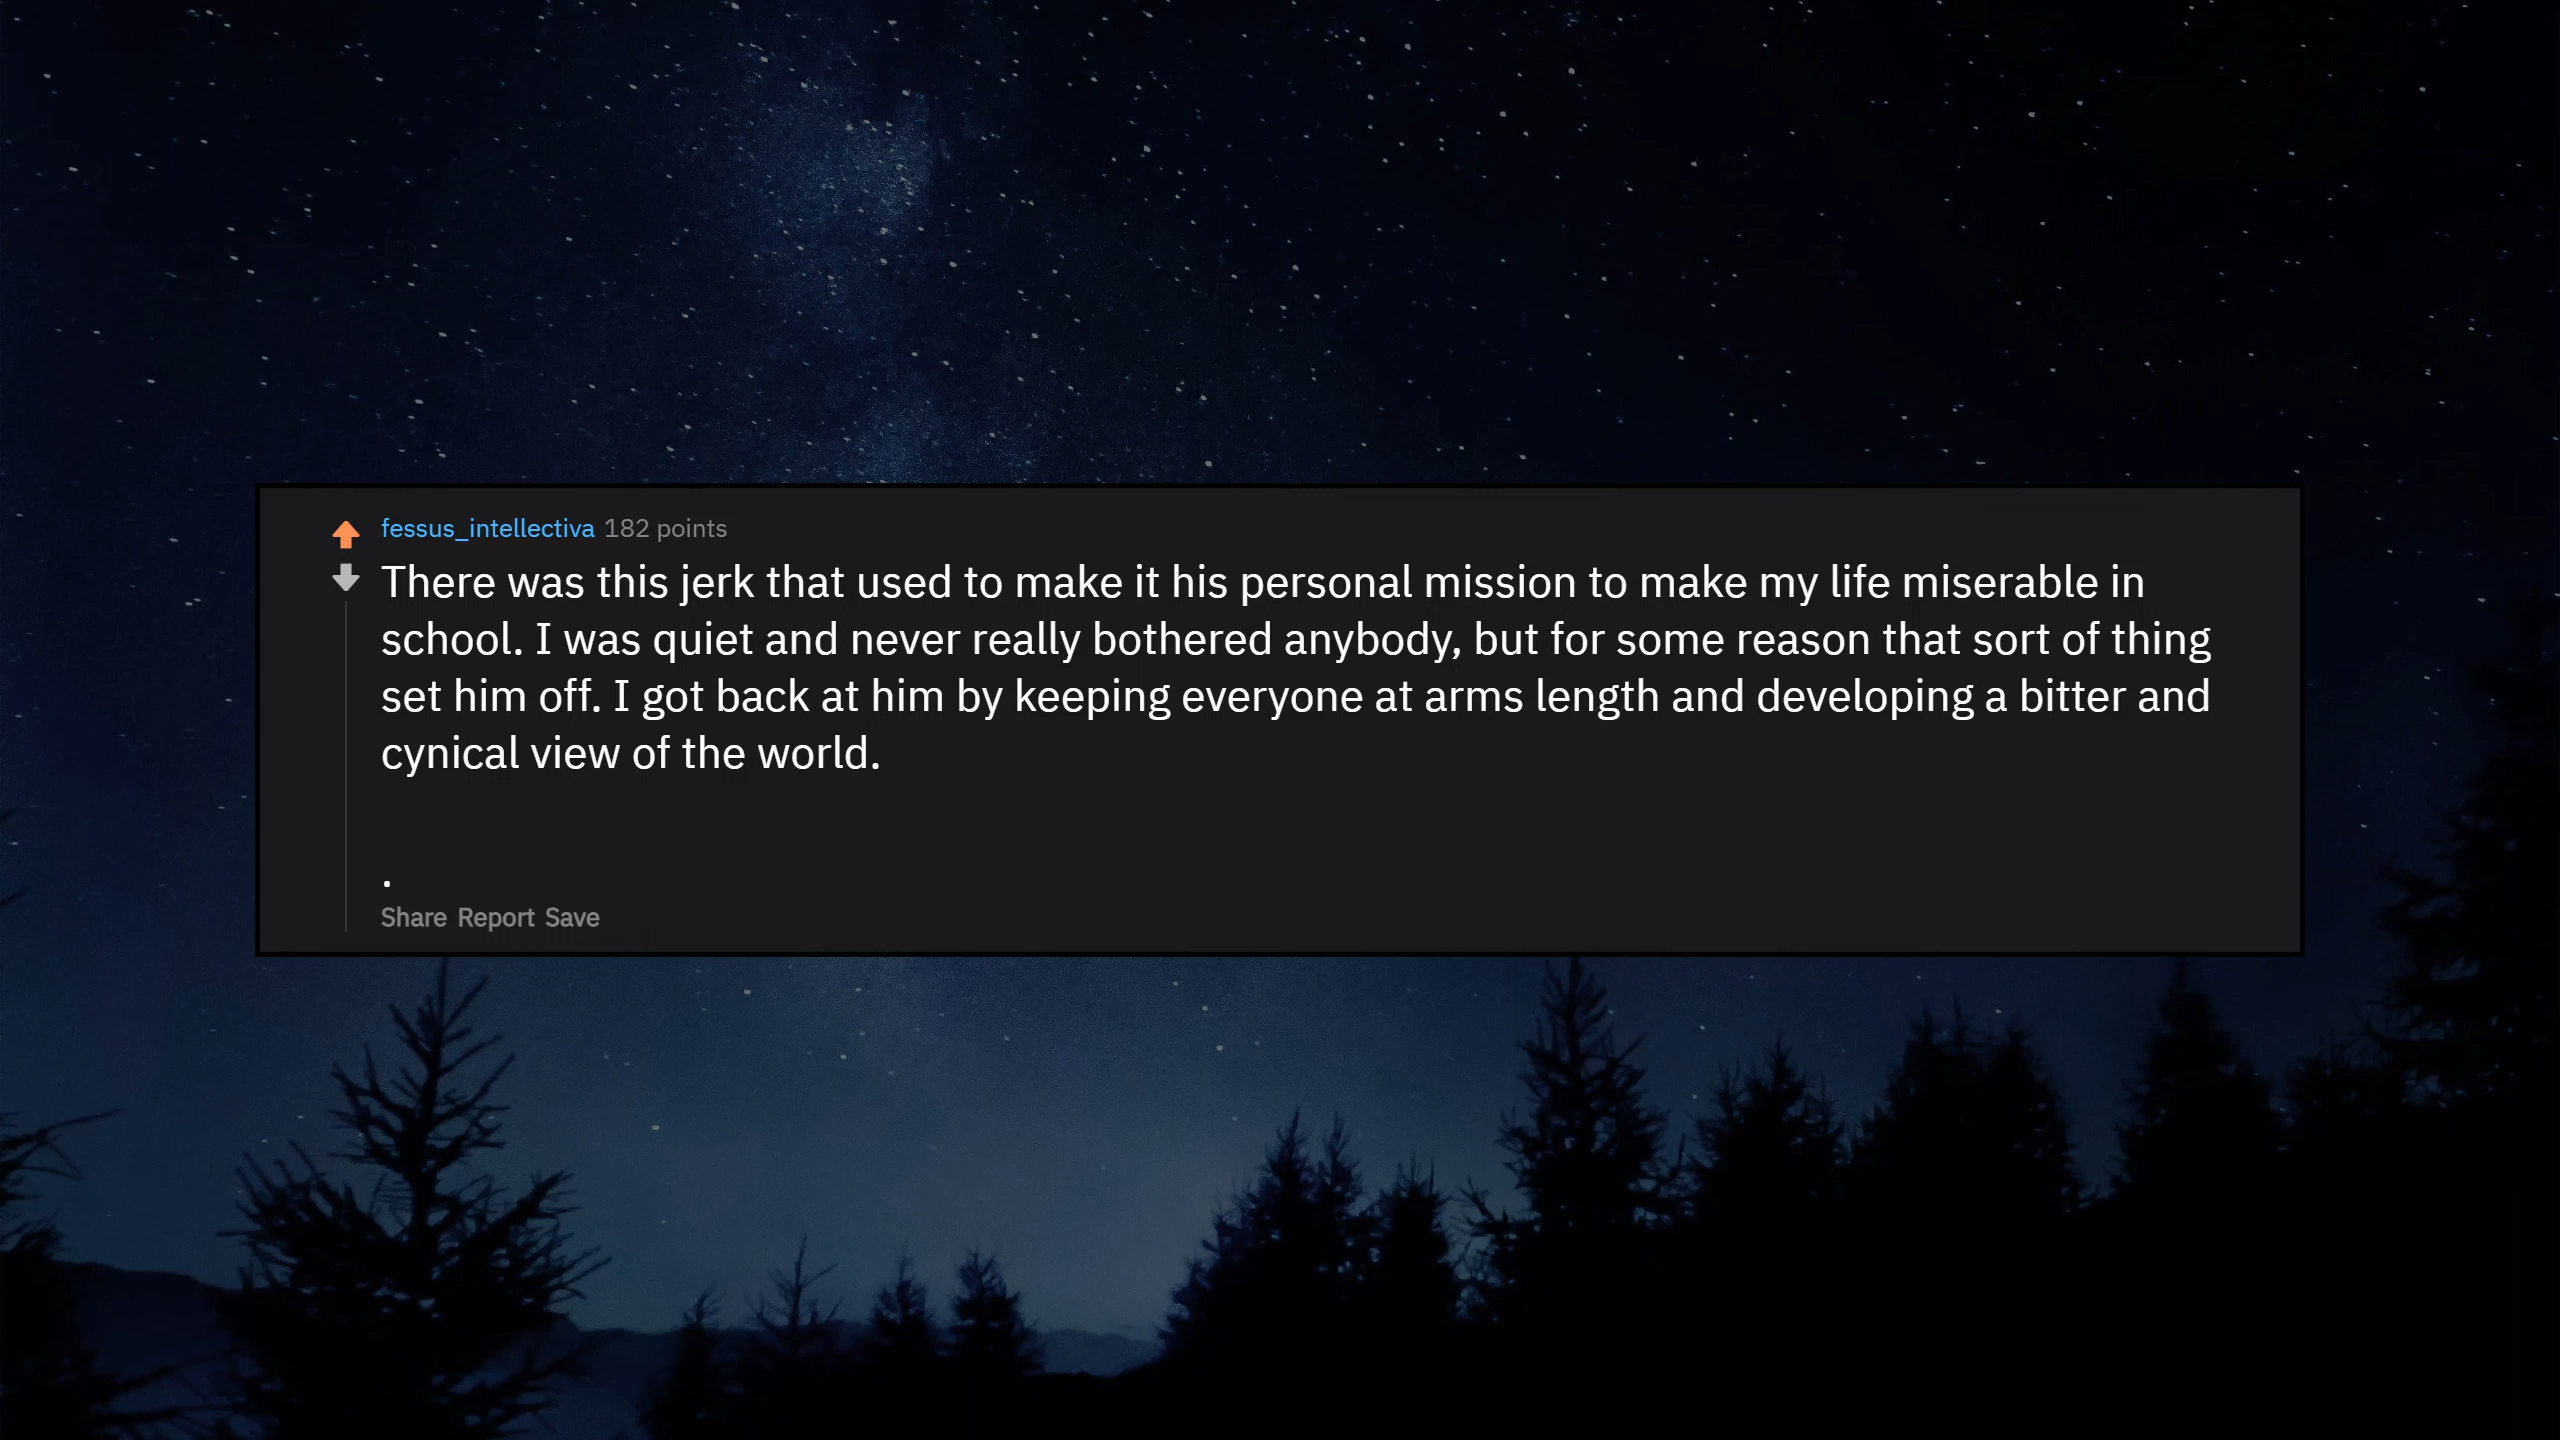 fessus_intellectiva 182 points
There was this jerk that used to make it his personal mission to make my life miserable in
school. I was quiet and never really bothered anybody, but for some reason that sort of thing
set him off. I got back at him by keeping everyone at arms length and developing a bitter and
cynical view of the world.
.
Share Report Save